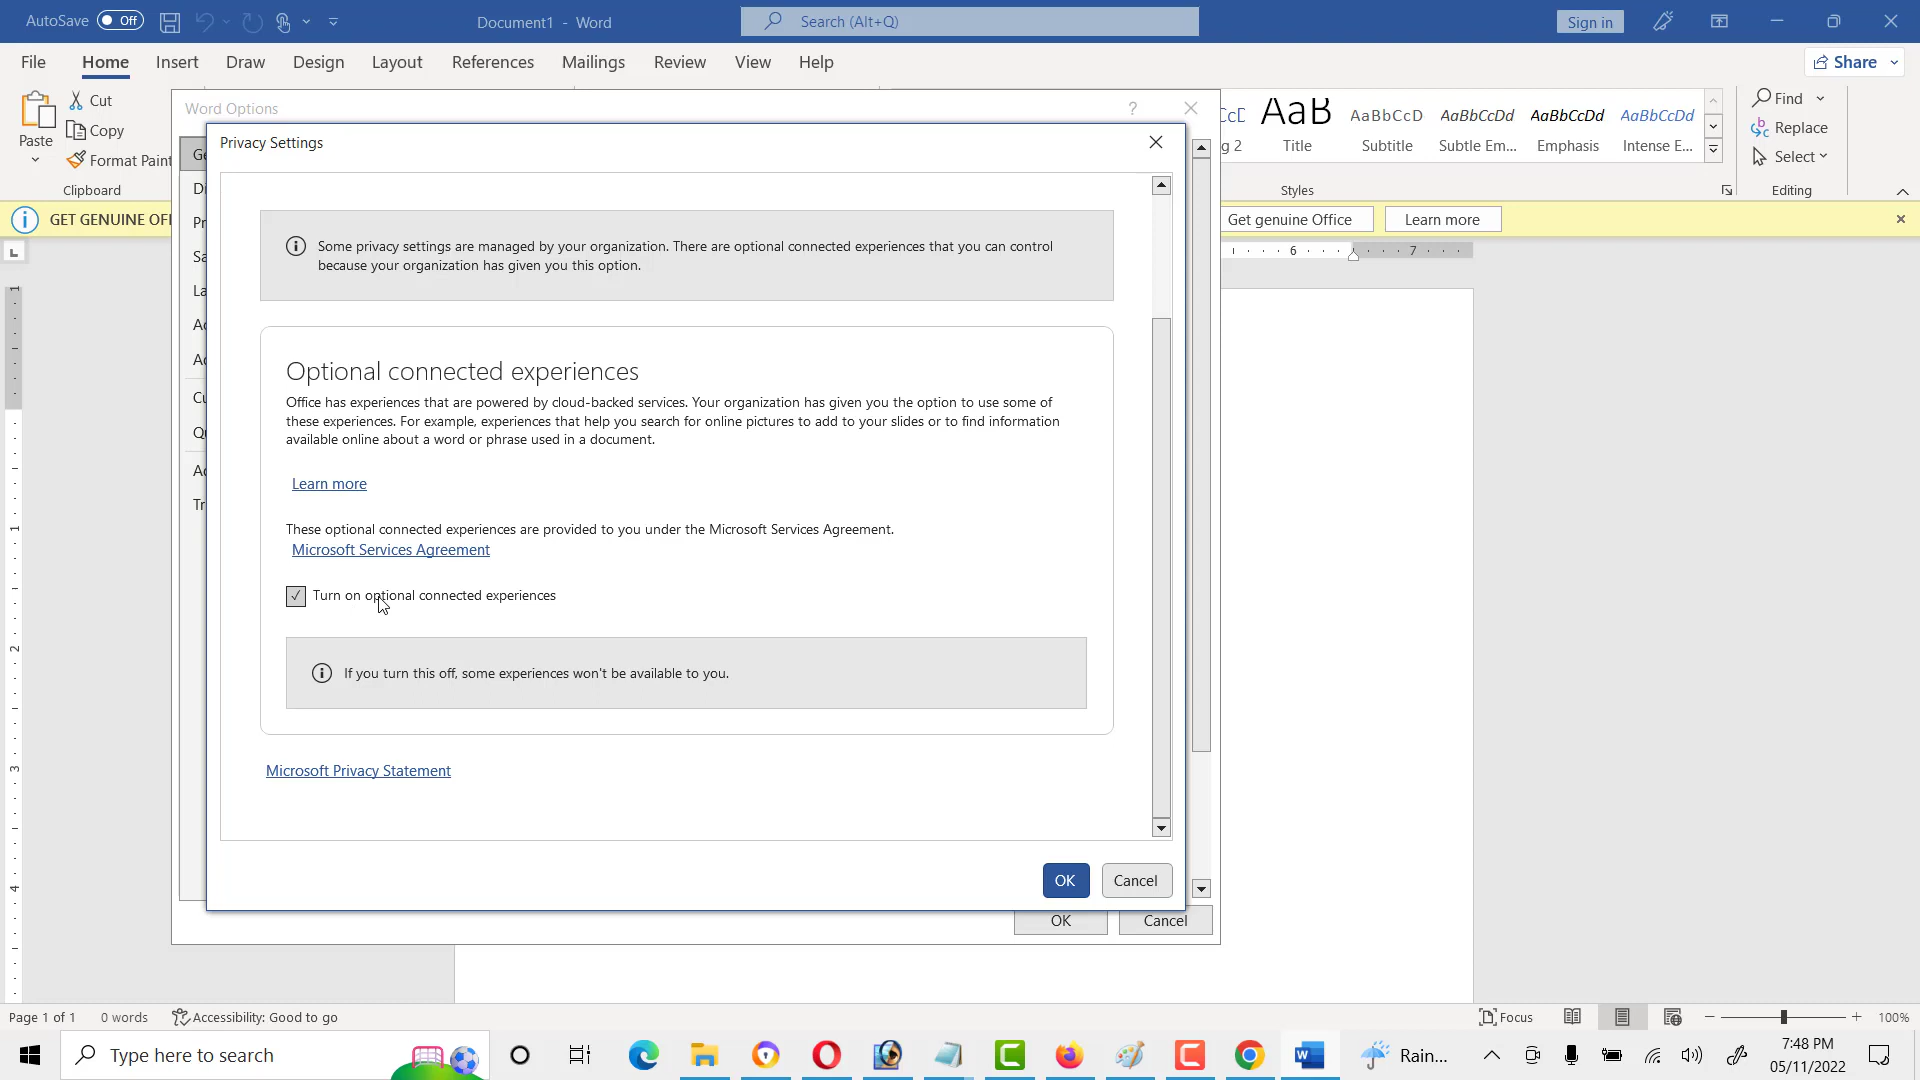 AutoSave Off
Document1 - Word
Search (Alt+Q)
Sign in
File Home Insert Draw Design Layout References Mailings Review View Help
Share
Paste
Cut
Copy
Format Paint
Clipboard
Word Options
?
Privacy Settings
AaB AaBbCcD AaBbCcDd AaBbCcDd AaBbCcDd
g 2 Title Subtitle Subtle Em... Emphasis Intense E...
Styles
Find
Replace
Select
Editing
GET GENUINE OFF
Get genuine Office
Learn more
Some privacy settings are managed by your organization. There are optional connected experiences that you can control
because your organization has given you this option.
Optional connected experiences
Office has experiences that are powered by cloud-backed services. Your organization has given you the option to use some of
these experiences. For example, experiences that help you search for online pictures to add to your slides or to find information
available online about a word or phrase used in a document.
Learn more
These optional connected experiences are provided to you under the Microsoft Services Agreement.
Microsoft Services Agreement
Turn on optional connected experiences
If you turn this off, some experiences won't be available to you.
Microsoft Privacy Statement
OK Cancel
OK Cancel
6 7
1
1
2
3
4
Page 1 of 1 0 words Accessibility: Good to go
Focus
100%
Type here to search
Rain...
7:48 PM
05/11/2022